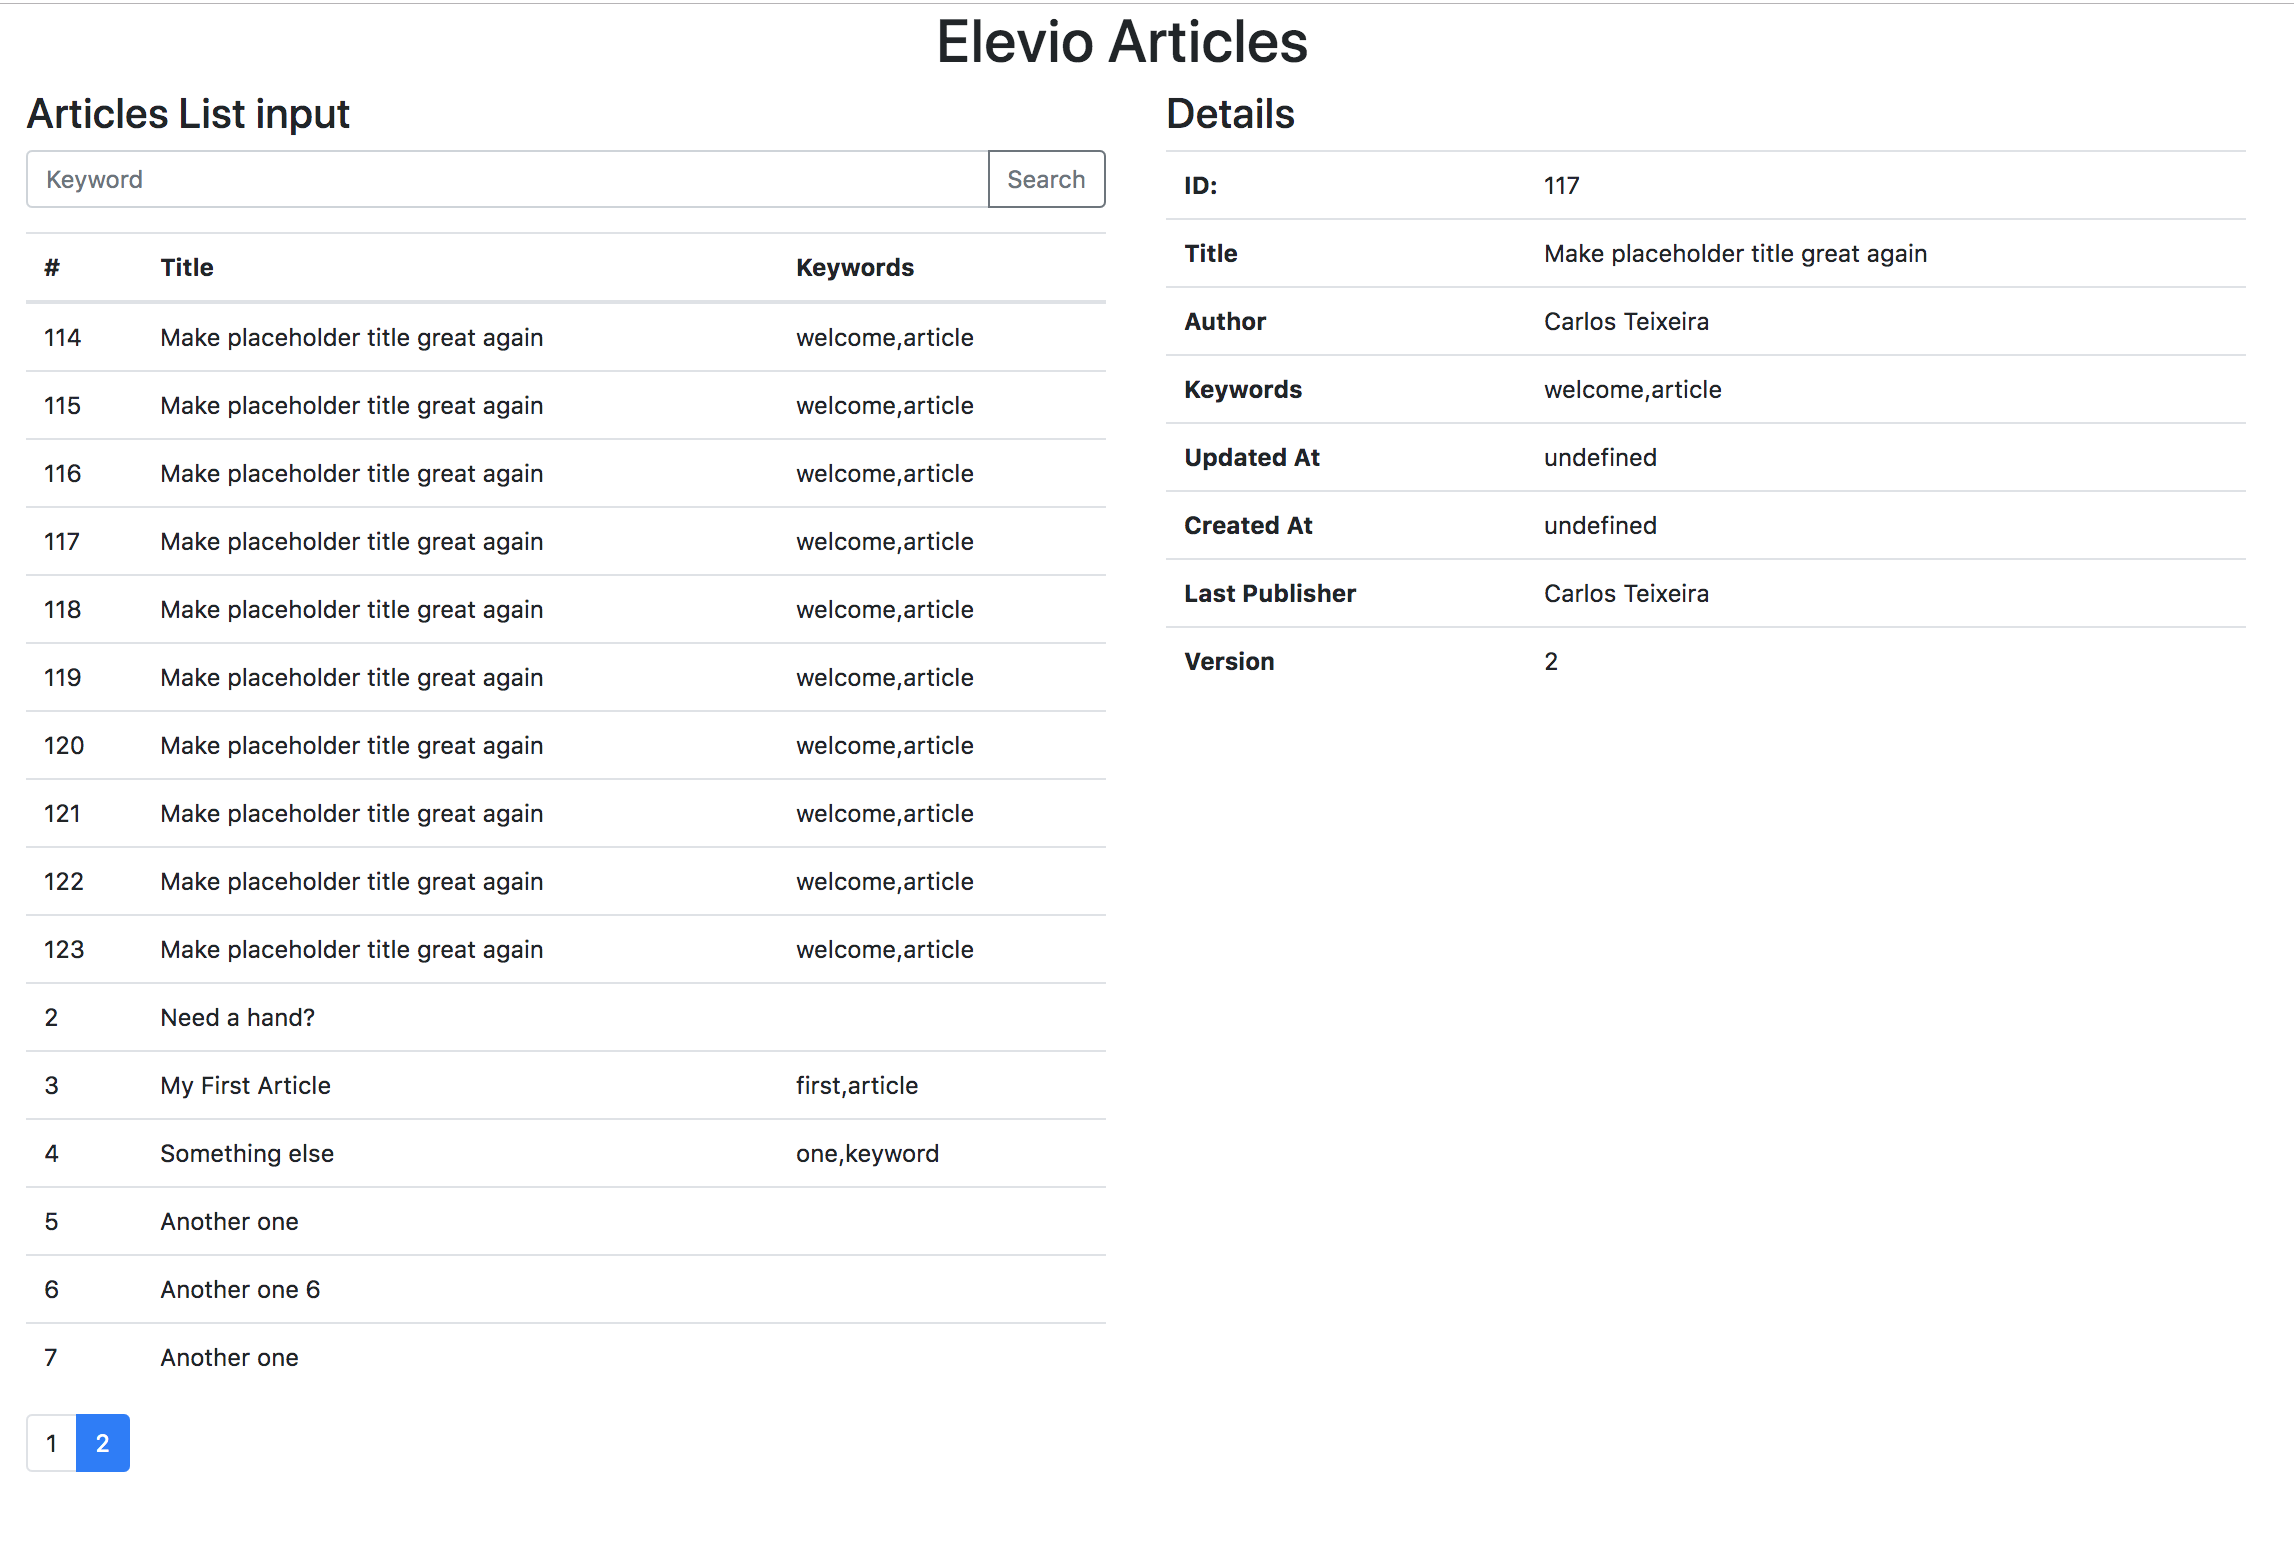 Elevio Articles
Articles List input
Keyword Search
# Title Keywords
114 Make placeholder title great again welcome,article
115 Make placeholder title great again welcome,article
116 Make placeholder title great again welcome,article
117 Make placeholder title great again welcome,article
118 Make placeholder title great again welcome,article
119 Make placeholder title great again welcome,article
120 Make placeholder title great again welcome,article
121 Make placeholder title great again welcome,article
122 Make placeholder title great again welcome,article
123 Make placeholder title great again welcome,article
2 Need a hand?
3 My First Article first,article
4 Something else one,keyword
5 Another one
6 Another one 6
7 Another one
1 2
Details
ID: 117
Title Make placeholder title great again
Author Carlos Teixeira
Keywords welcome,article
Updated At undefined
Created At undefined
Last Publisher Carlos Teixeira
Version 2